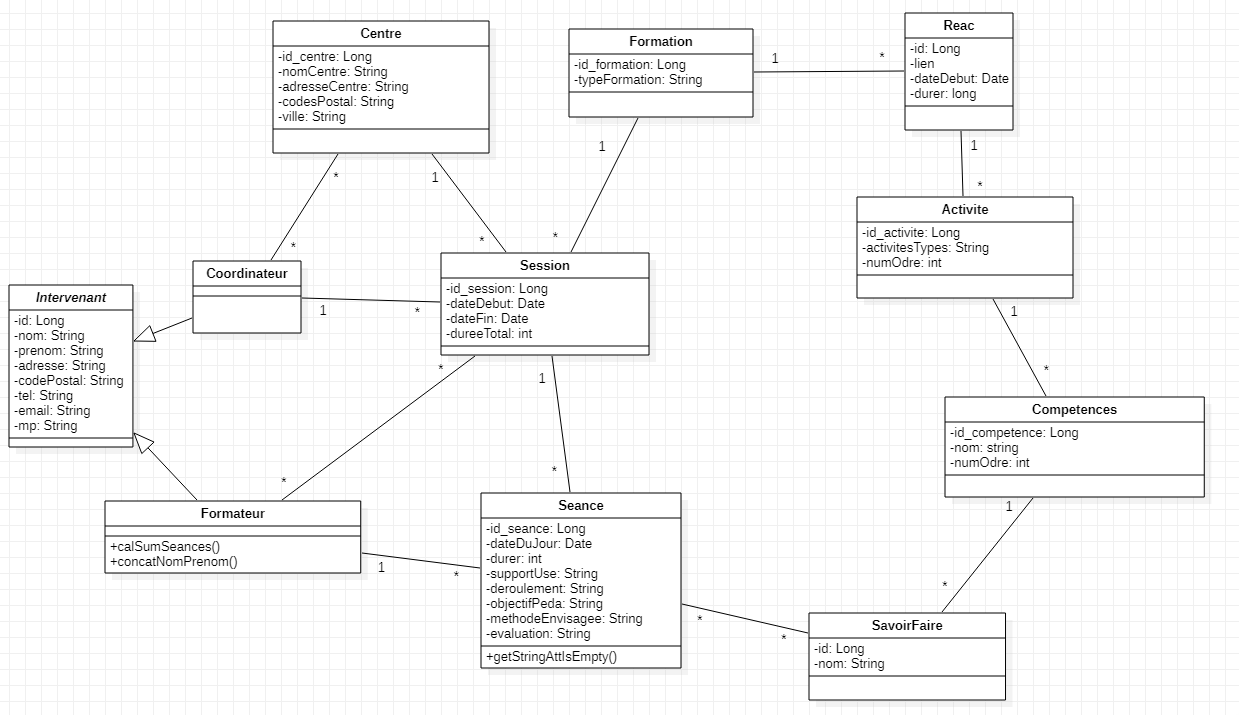 Centre
-id_centre: Long
-nomCentre: String
-adresseCentre: String
-codesPostal: String
-ville: String
Formation
-id_formation: Long
-typeFormation: String
1
*
Reac
-id: Long
-lien
-dateDebut: Date
-durer: long
1
*
1
*
*
*
1
*
Activite
-id_activite: Long
-activitesTypes: String
-numOdre: int
Coordinateur
1
*
Session
-id_session: Long
-dateDebut: Date
-dateFin: Date
-dureeTotal: int
Intervenant
-id: Long
-nom: String
-prenom: String
-adresse: String
-codePostal: String
-tel: String
-email: String
-mp: String
1
*
*
*
1
*
Competences
-id_competence: Long
-nom: string
-numOdre: int
Formateur
+calSumSeances()
+concatNomPrenom()
1
*
Seance
-id_seance: Long
-dateDuJour: Date
-durer: int
-supportUse: String
-deroulement: String
-objectifPeda: String
-methodeEnvisagee: String
-evaluation: String
+getStringAttIsEmpty()
1
*
*
*
SavoirFaire
-id: Long
-nom: String